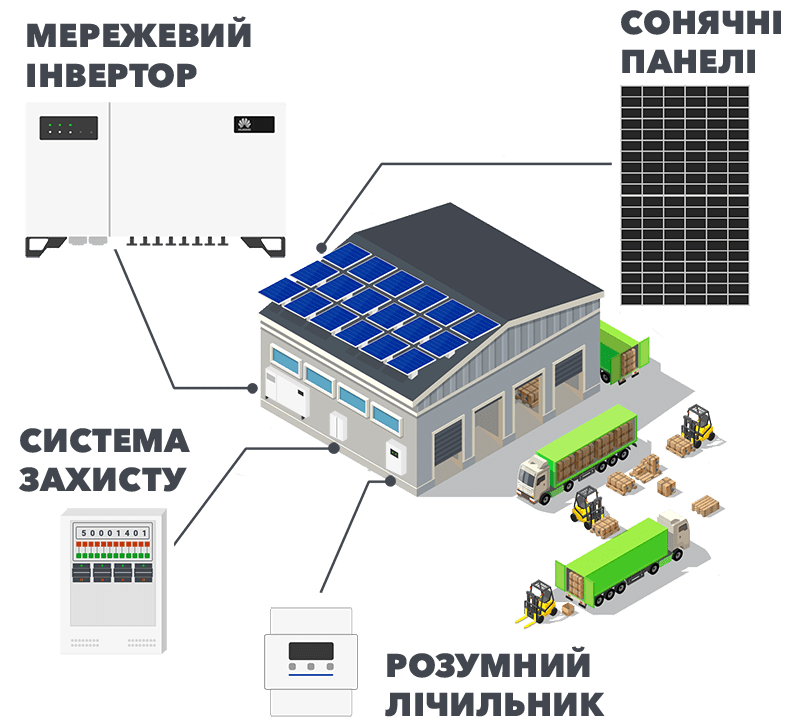 МЕРЕЖЕВИЙ
ІНВЕРТОР
СОНЯЧНІ
ПАНЕЛІ
СИСТЕМА
ЗАХИСТУ
50001401
РОЗУМНИЙ
ЛІЧИЛЬНИК